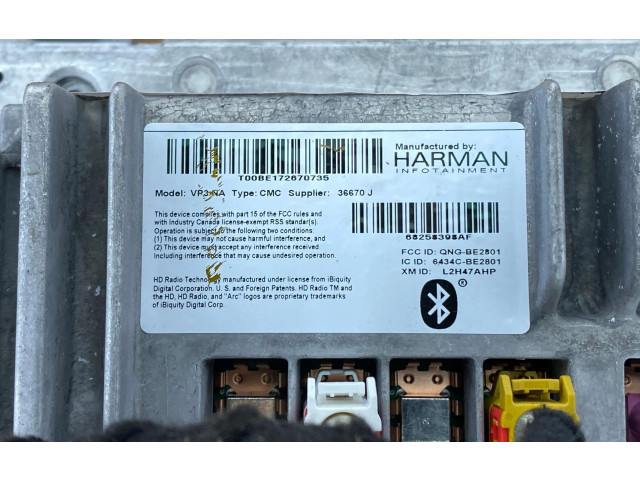 Manufactured by:
HARMAN
INFOTAINMENT
T00BE172670735
Model: VP3-NA Type: CMC Supplier: 36670 J
This device complies with part 15 of the FCC rules and
with Industry Canada license-exempt RSS standar(s).
Operation is subject to the following two conditions:
(1) This device may not cause harmful interference, and
(2) This device must accept any interference received
Including interference that may cause undesired operation.
68258398AF
FCC ID: QNG-BE2801
IC ID: 6434C-BE2801
XM ID: L2H47AHP
HD Radio Technology manufactured under license from iBiquity
Digital Corporation. U. S. and Foreign Patents. HD Radio TM and
the HD, HD Radio, and "Arc" logos are proprietary trademarks
of iBiquity Digital Corp.
®